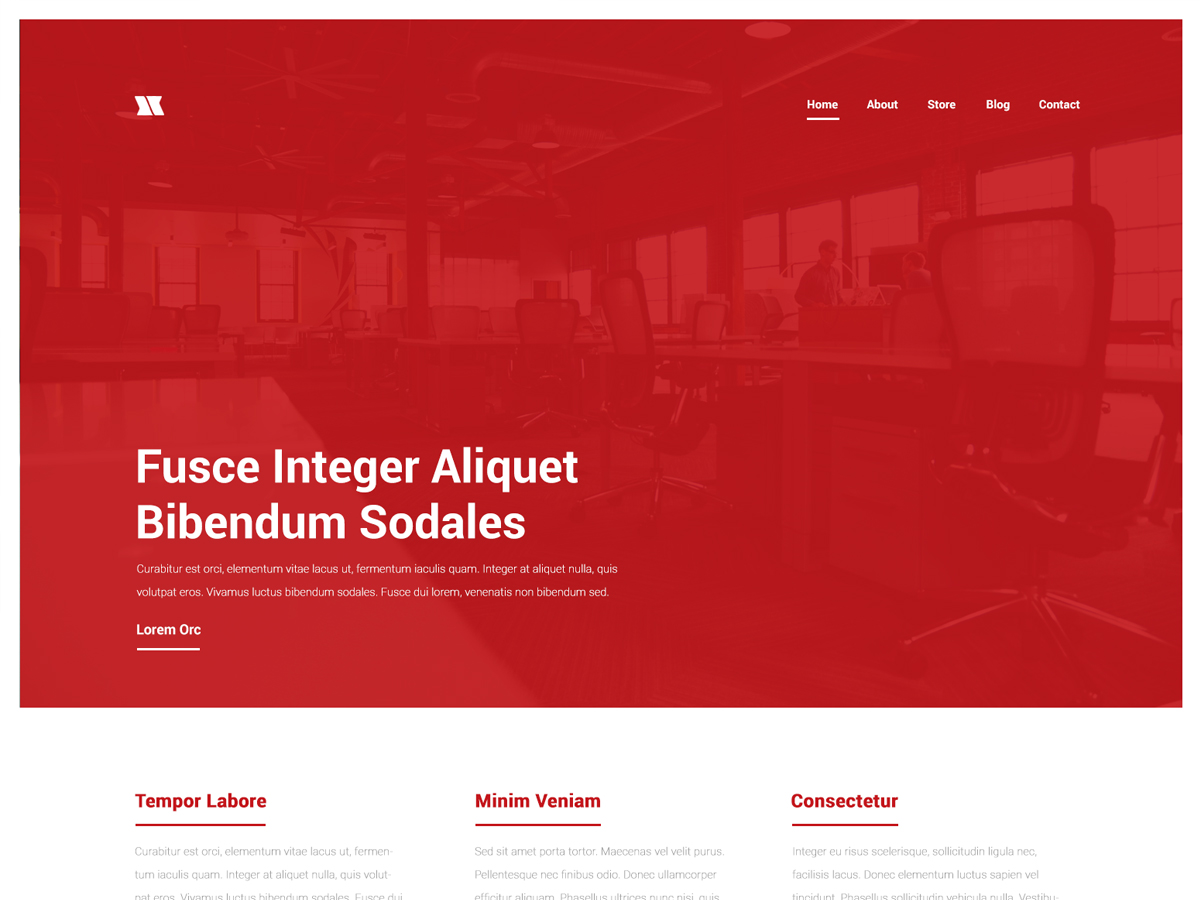 Home About Store Blog Contact
Fusce Integer Aliquet
Bibendum Sodales
Curabitur est orci, elementum vitae lacus ut, fermentum iaculis quam. Integer at aliquet nulla, quis
volutpat eros. Vivamus luctus bibendum sodales. Fusce dui lorem, venenatis non bibendum sed.
Lorem Orc
Tempor Labore
Curabitur est orci, elementum vitae lacus ut, fermen-
tum iaculis quam. Integer at aliquet nulla, quis volut-
pat eros. Vivamus luctus bibendum sodales. Fusce dui
Minim Veniam
Sed sit amet porta tortor. Maecenas vel velit purus.
Pellentesque nec finibus odio. Donec ullamcorper
efficitur aliquam. Phasellus ultrices nunc nisi, quis
Consectetur
Integer eu risus scelerisque, sollicitudin ligula nec,
facilisis lacus. Donec elementum luctus sapien vel
tincidunt. Phasellus sollicitudin vehicula nulla. Vestibu-